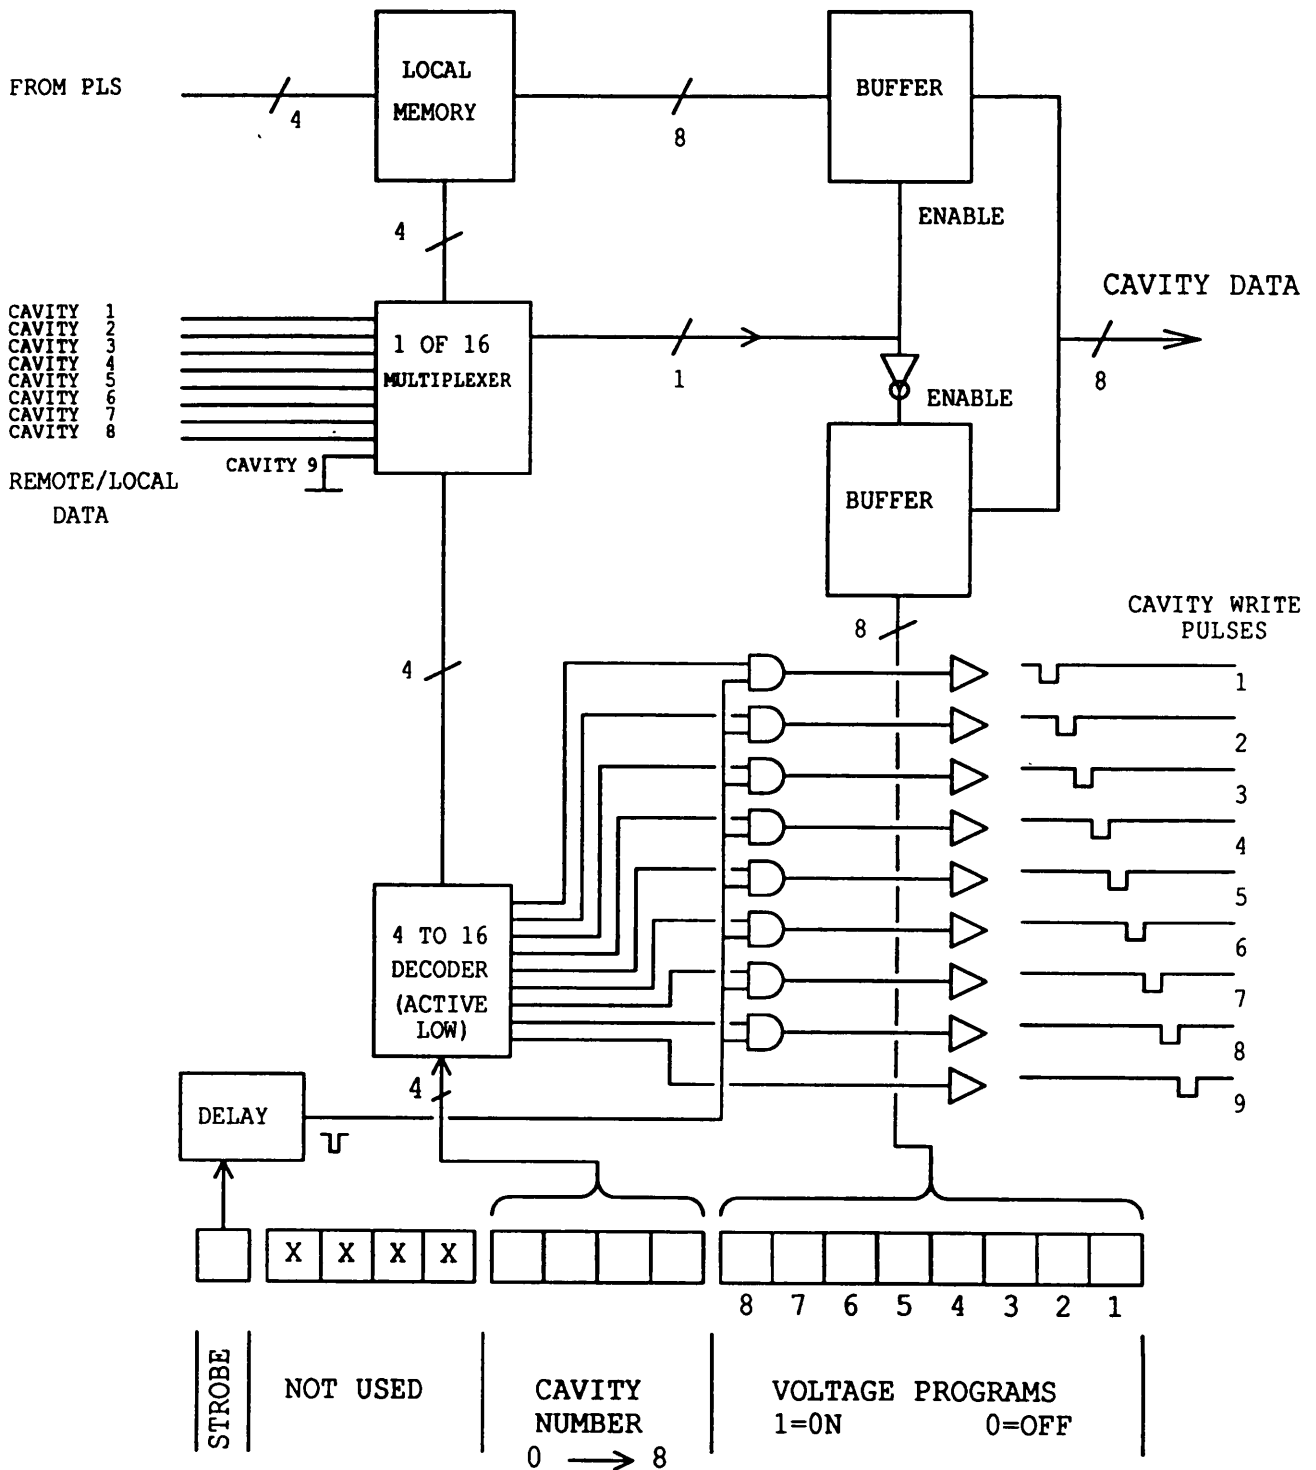 FROM PLS
4
LOCAL
MEMORY
8
BUFFER
ENABLE
4
CAVITY DATA
CAVITY 1
CAVITY 2
CAVITY 3
CAVITY 4
CAVITY 5
CAVITY 6
CAVITY 7
CAVITY 8
CAVITY 9
REMOTE/LOCAL
DATA
1 OF 16
MULTIPLEXER
1
8
ENABLE
BUFFER
8
CAVITY WRITE
PULSES
4
1
2
3
4
5
6
7
8
9
4 TO 16
DECODER
(ACTIVE
LOW)
4
DELAY
X X X X
8 7 6 5 4 3 2 1
STROBE
NOT USED
CAVITY
NUMBER
0 → 8
VOLTAGE PROGRAMS
1=ON 0=OFF